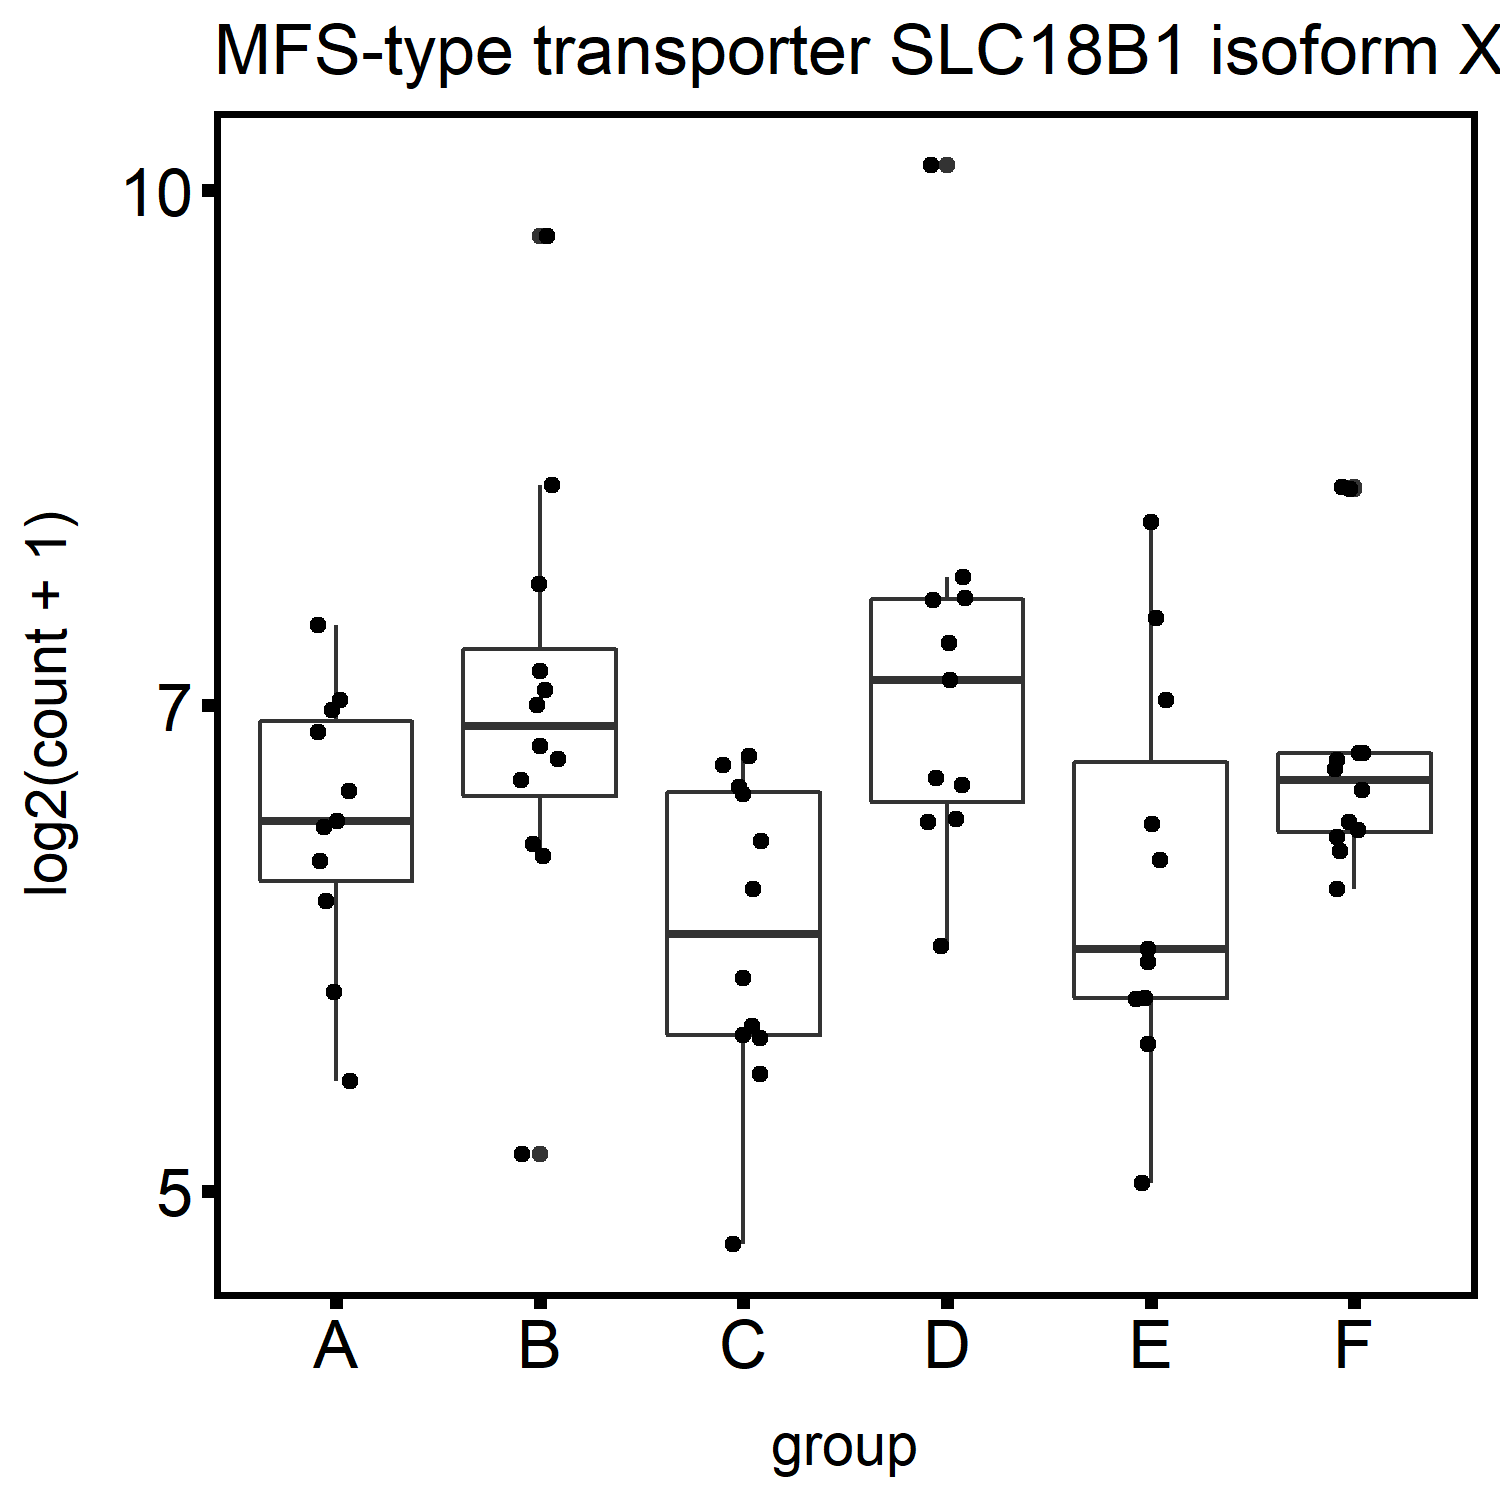 MFS-type transporter SLC18B1 isoform X
10
7
5
log2(count + 1)
A B C D E F
group